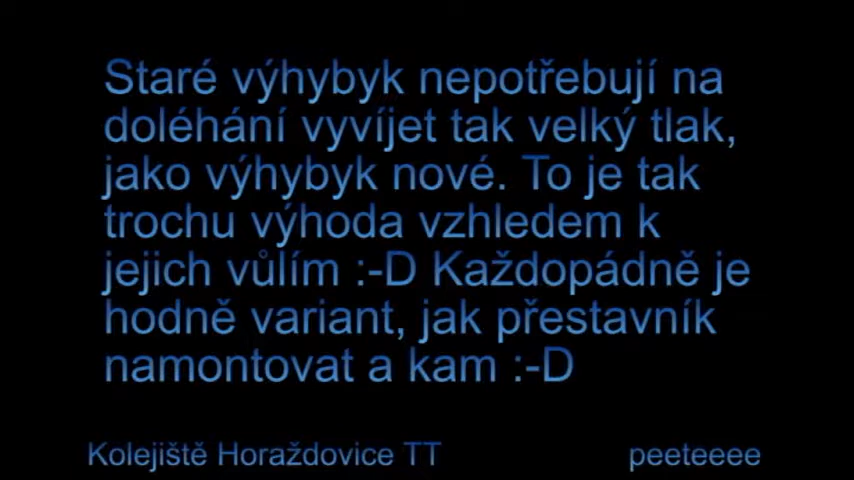 Staré výhybyk nepotřebují na
doléhání vyvíjet tak velký tlak,
jako výhybyk nové. To je tak
trochu výhoda vzhledem k
jejich vůlím :-D Každopádně je
hodně variant, jak přestavník
namontovat a kam :-D
Kolejiště Horaždovice TT
peeteeee